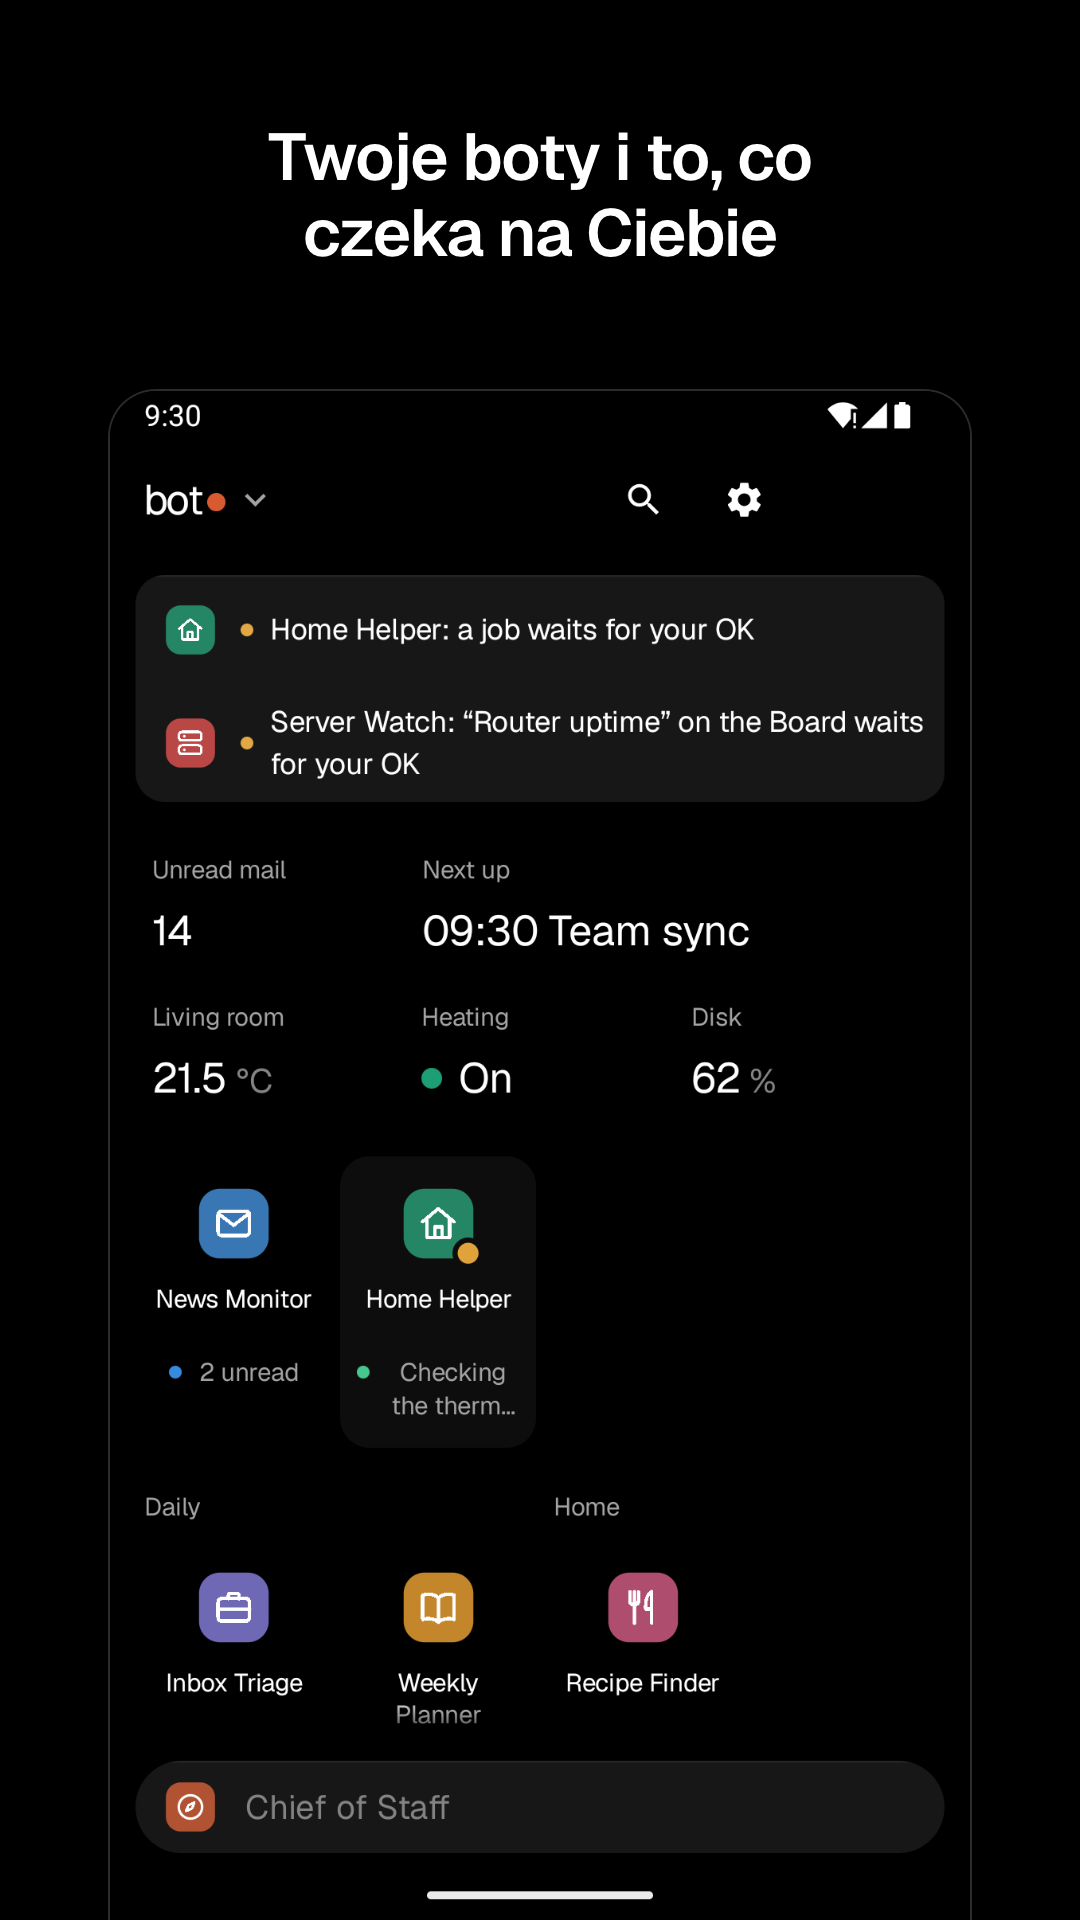 Twoje boty i to, co
czeka na Ciebie
9:30
bot
Home Helper: a job waits for your OK
Server Watch: “Router uptime” on the Board waits
for your OK
Unread mail
Next up
14
09:30 Team sync
Living room
Heating
Disk
21.5 °C
On
62 %
News Monitor
Home Helper
2 unread
Checking
the therm...
Daily
Home
Inbox Triage
Weekly
Planner
Recipe Finder
Chief of Staff